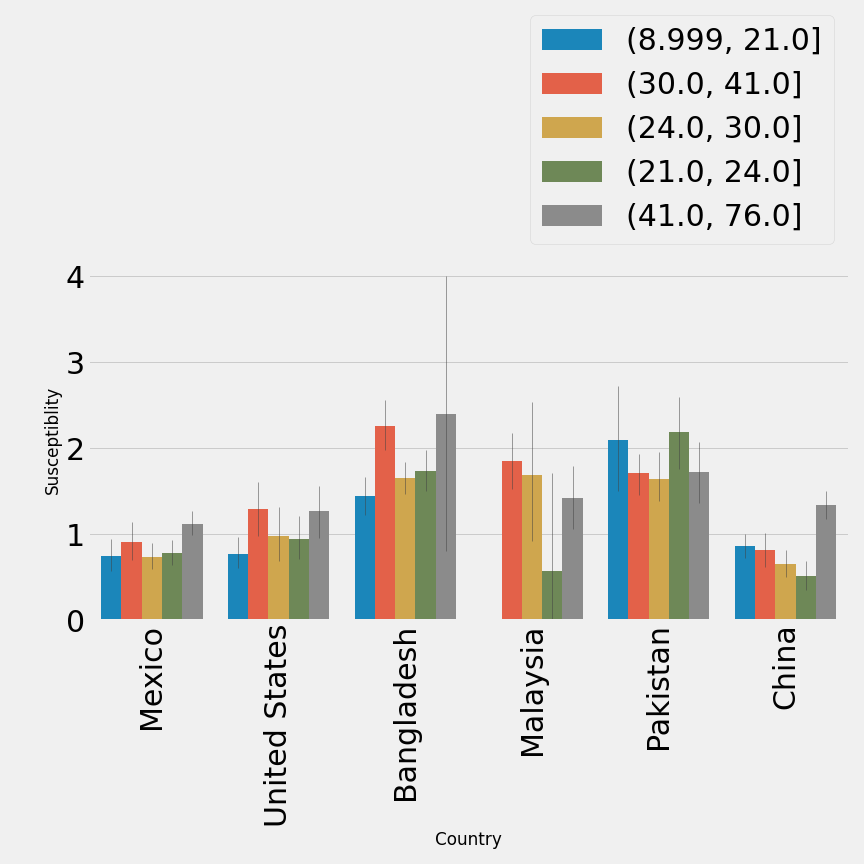 (8.999, 21.0]
(30.0, 41.0]
(24.0, 30.0]
(21.0, 24.0]
(41.0, 76.0]
4
3
2
1
0
Susceptiblity
Mexico
United States
Bangladesh
Malaysia
Pakistan
China
Country